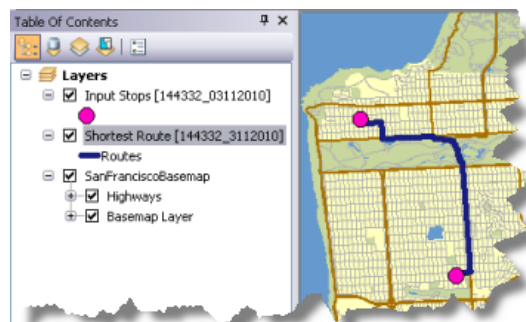 Table Of Contents
Layers
Input Stops [144332_03112010]
Shortest Route [144332_3112010]
Routes
SanFranciscoBasemap
Highways
Basemap Layer